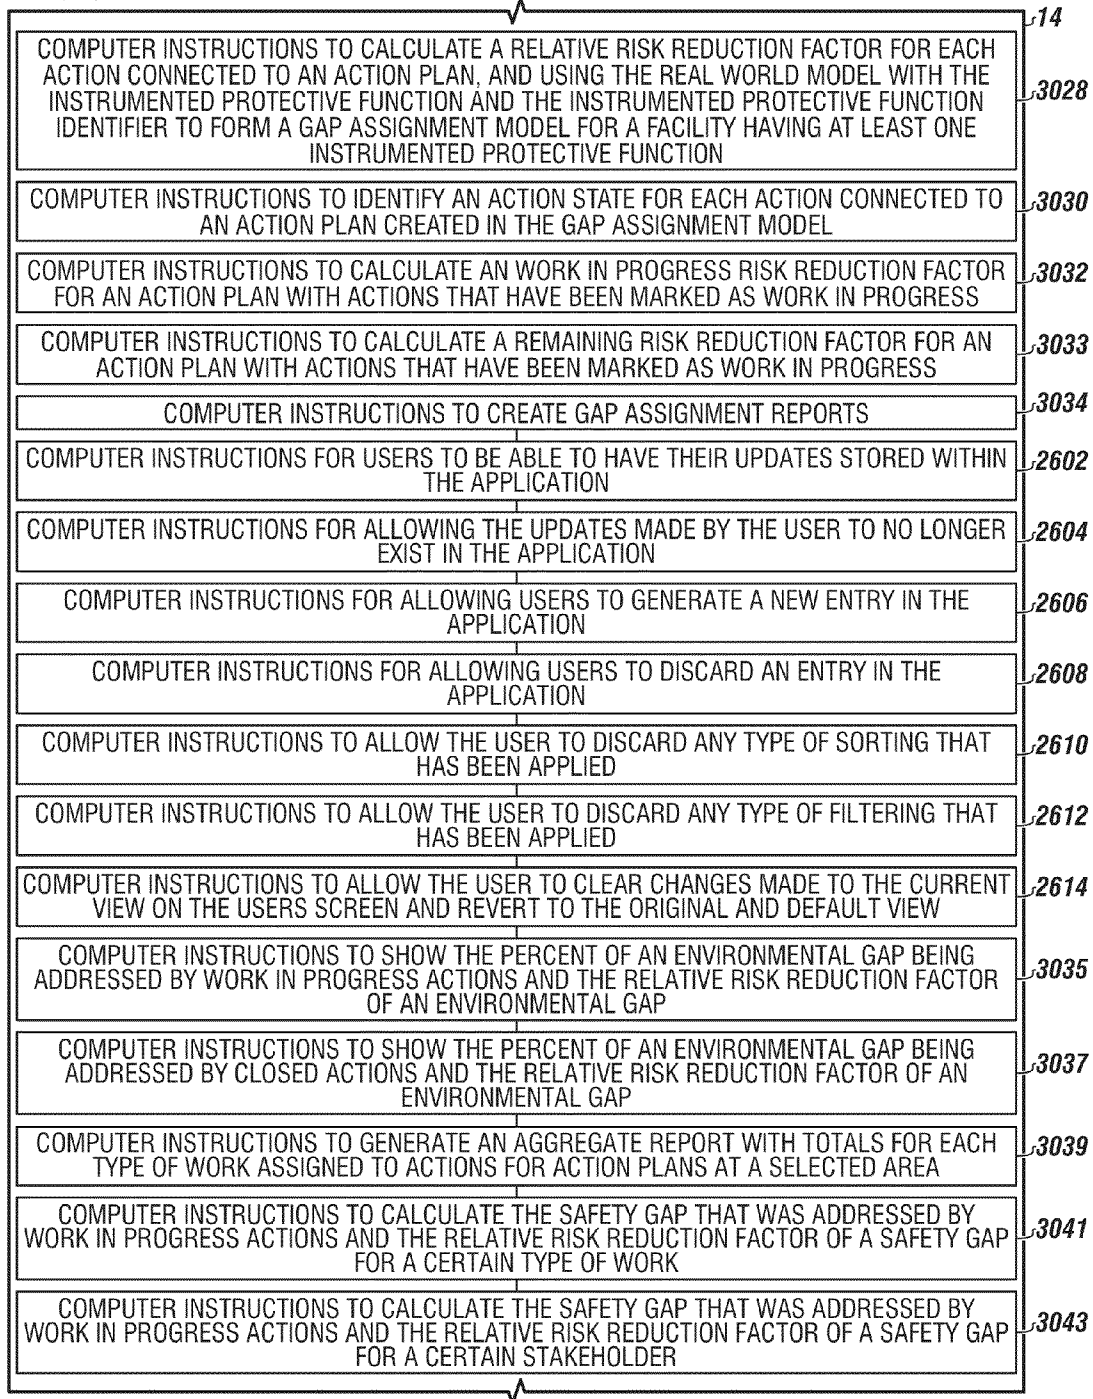 14
COMPUTER INSTRUCTIONS TO CALCULATE A RELATIVE RISK REDUCTION FACTOR FOR EACH
ACTION CONNECTED TO AN ACTION PLAN, AND USING THE REAL WORLD MODEL WITH THE
INSTRUMENTED PROTECTIVE FUNCTION AND THE INSTRUMENTED PROTECTIVE FUNCTION
IDENTIFIER TO FORM A GAP ASSIGNMENT MODEL FOR A FACILITY HAVING AT LEAST ONE
INSTRUMENTED PROTECTIVE FUNCTION
3028
COMPUTER INSTRUCTIONS TO IDENTIFY AN ACTION STATE FOR EACH ACTION CONNECTED TO
AN ACTION PLAN CREATED IN THE GAP ASSIGNMENT MODEL
3030
COMPUTER INSTRUCTIONS TO CALCULATE AN WORK IN PROGRESS RISK REDUCTION FACTOR
FOR AN ACTION PLAN WITH ACTIONS THAT HAVE BEEN MARKED AS WORK IN PROGRESS
3032
COMPUTER INSTRUCTIONS TO CALCULATE A REMAINING RISK REDUCTION FACTOR FOR AN
ACTION PLAN WITH ACTIONS THAT HAVE BEEN MARKED AS WORK IN PROGRESS
3033
COMPUTER INSTRUCTIONS TO CREATE GAP ASSIGNMENT REPORTS
3034
COMPUTER INSTRUCTIONS FOR USERS TO BE ABLE TO HAVE THEIR UPDATES STORED WITHIN
THE APPLICATION
2602
COMPUTER INSTRUCTIONS FOR ALLOWING THE UPDATES MADE BY THE USER TO NO LONGER
EXIST IN THE APPLICATION
2604
COMPUTER INSTRUCTIONS FOR ALLOWING USERS TO GENERATE A NEW ENTRY IN THE
APPLICATION
2606
COMPUTER INSTRUCTIONS FOR ALLOWING USERS TO DISCARD AN ENTRY IN THE
APPLICATION
2608
COMPUTER INSTRUCTIONS TO ALLOW THE USER TO DISCARD ANY TYPE OF SORTING THAT
HAS BEEN APPLIED
2610
COMPUTER INSTRUCTIONS TO ALLOW THE USER TO DISCARD ANY TYPE OF FILTERING THAT
HAS BEEN APPLIED
2612
COMPUTER INSTRUCTIONS TO ALLOW THE USER TO CLEAR CHANGES MADE TO THE CURRENT
VIEW ON THE USERS SCREEN AND REVERT TO THE ORIGINAL AND DEFAULT VIEW
2614
COMPUTER INSTRUCTIONS TO SHOW THE PERCENT OF AN ENVIRONMENTAL GAP BEING
ADDRESSED BY WORK IN PROGRESS ACTIONS AND THE RELATIVE RISK REDUCTION FACTOR
OF AN ENVIRONMENTAL GAP
3035
COMPUTER INSTRUCTIONS TO SHOW THE PERCENT OF AN ENVIRONMENTAL GAP BEING
ADDRESSED BY CLOSED ACTIONS AND THE RELATIVE RISK REDUCTION FACTOR OF AN
ENVIRONMENTAL GAP
3037
COMPUTER INSTRUCTIONS TO GENERATE AN AGGREGATE REPORT WITH TOTALS FOR EACH
TYPE OF WORK ASSIGNED TO ACTIONS FOR ACTION PLANS AT A SELECTED AREA
3039
COMPUTER INSTRUCTIONS TO CALCULATE THE SAFETY GAP THAT WAS ADDRESSED BY
WORK IN PROGRESS ACTIONS AND THE RELATIVE RISK REDUCTION FACTOR OF A SAFETY GAP
FOR A CERTAIN TYPE OF WORK
3041
COMPUTER INSTRUCTIONS TO CALCULATE THE SAFETY GAP THAT WAS ADDRESSED BY
WORK IN PROGRESS ACTIONS AND THE RELATIVE RISK REDUCTION FACTOR OF A SAFETY GAP
FOR A CERTAIN STAKEHOLDER
3043